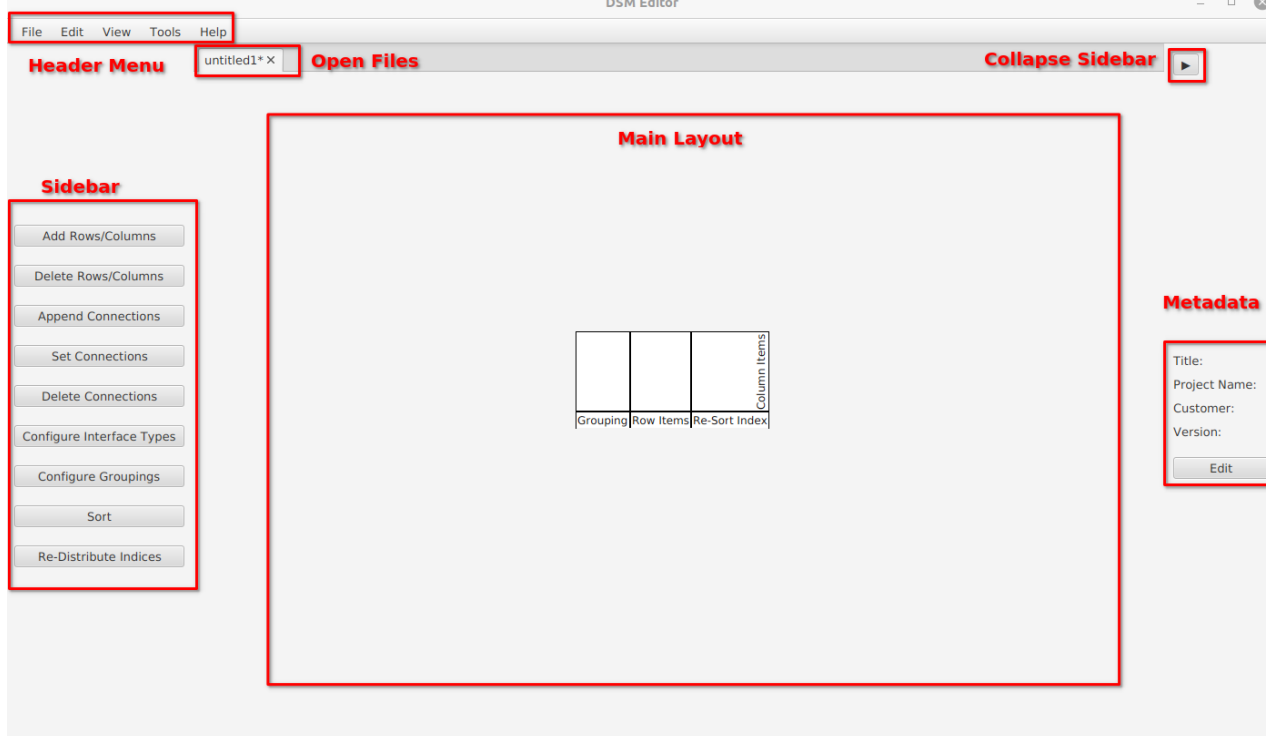 DSM Editor
File Edit View Tools Help
Header Menu
untitled1*
Open Files
Collapse Sidebar
Main Layout
Sidebar
Add Rows/Columns
Delete Rows/Columns
Append Connections
Set Connections
Delete Connections
Configure Interface Types
Configure Groupings
Sort
Re-Distribute Indices
Column Items
Grouping Row Items Re-Sort Index
Metadata
Title:
Project Name:
Customer:
Version:
Edit